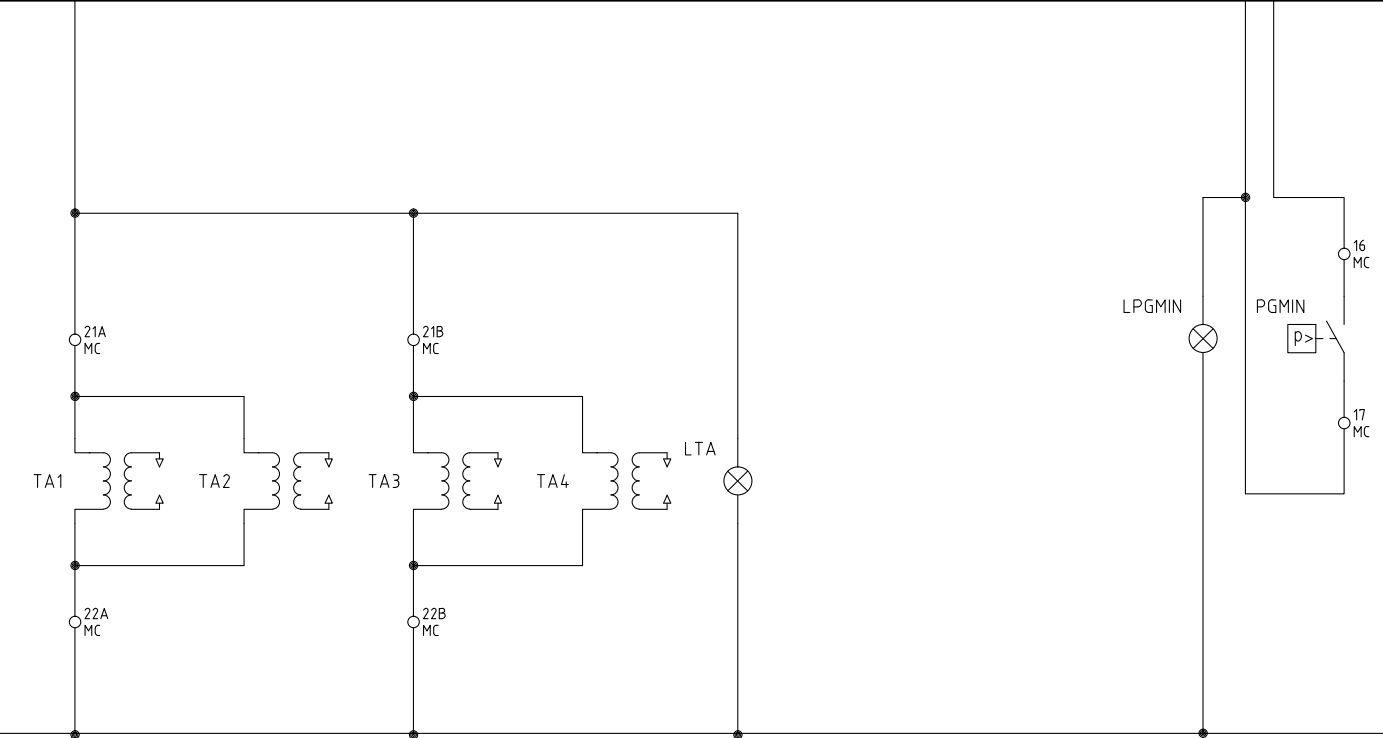 16
MC
LPGMIN
PGMIN
P>
21A
MC
21B
MC
17
MC
LTA
TA1
TA2
TA3
TA4
22A
MC
22B
MC